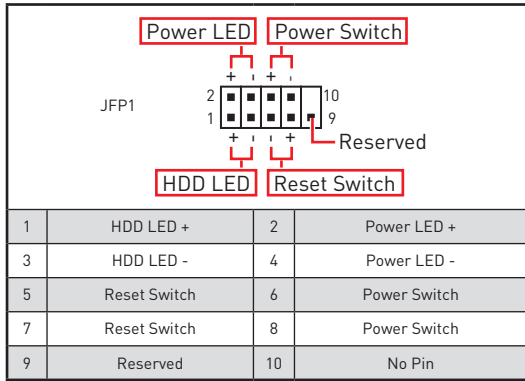 Power LED Power Switch
+ - + -
JFP1
2 10
1 9
+ - - +
Reserved
HDD LED Reset Switch
1 HDD LED + 2 Power LED +
3 HDD LED - 4 Power LED -
5 Reset Switch 6 Power Switch
7 Reset Switch 8 Power Switch
9 Reserved 10 No Pin